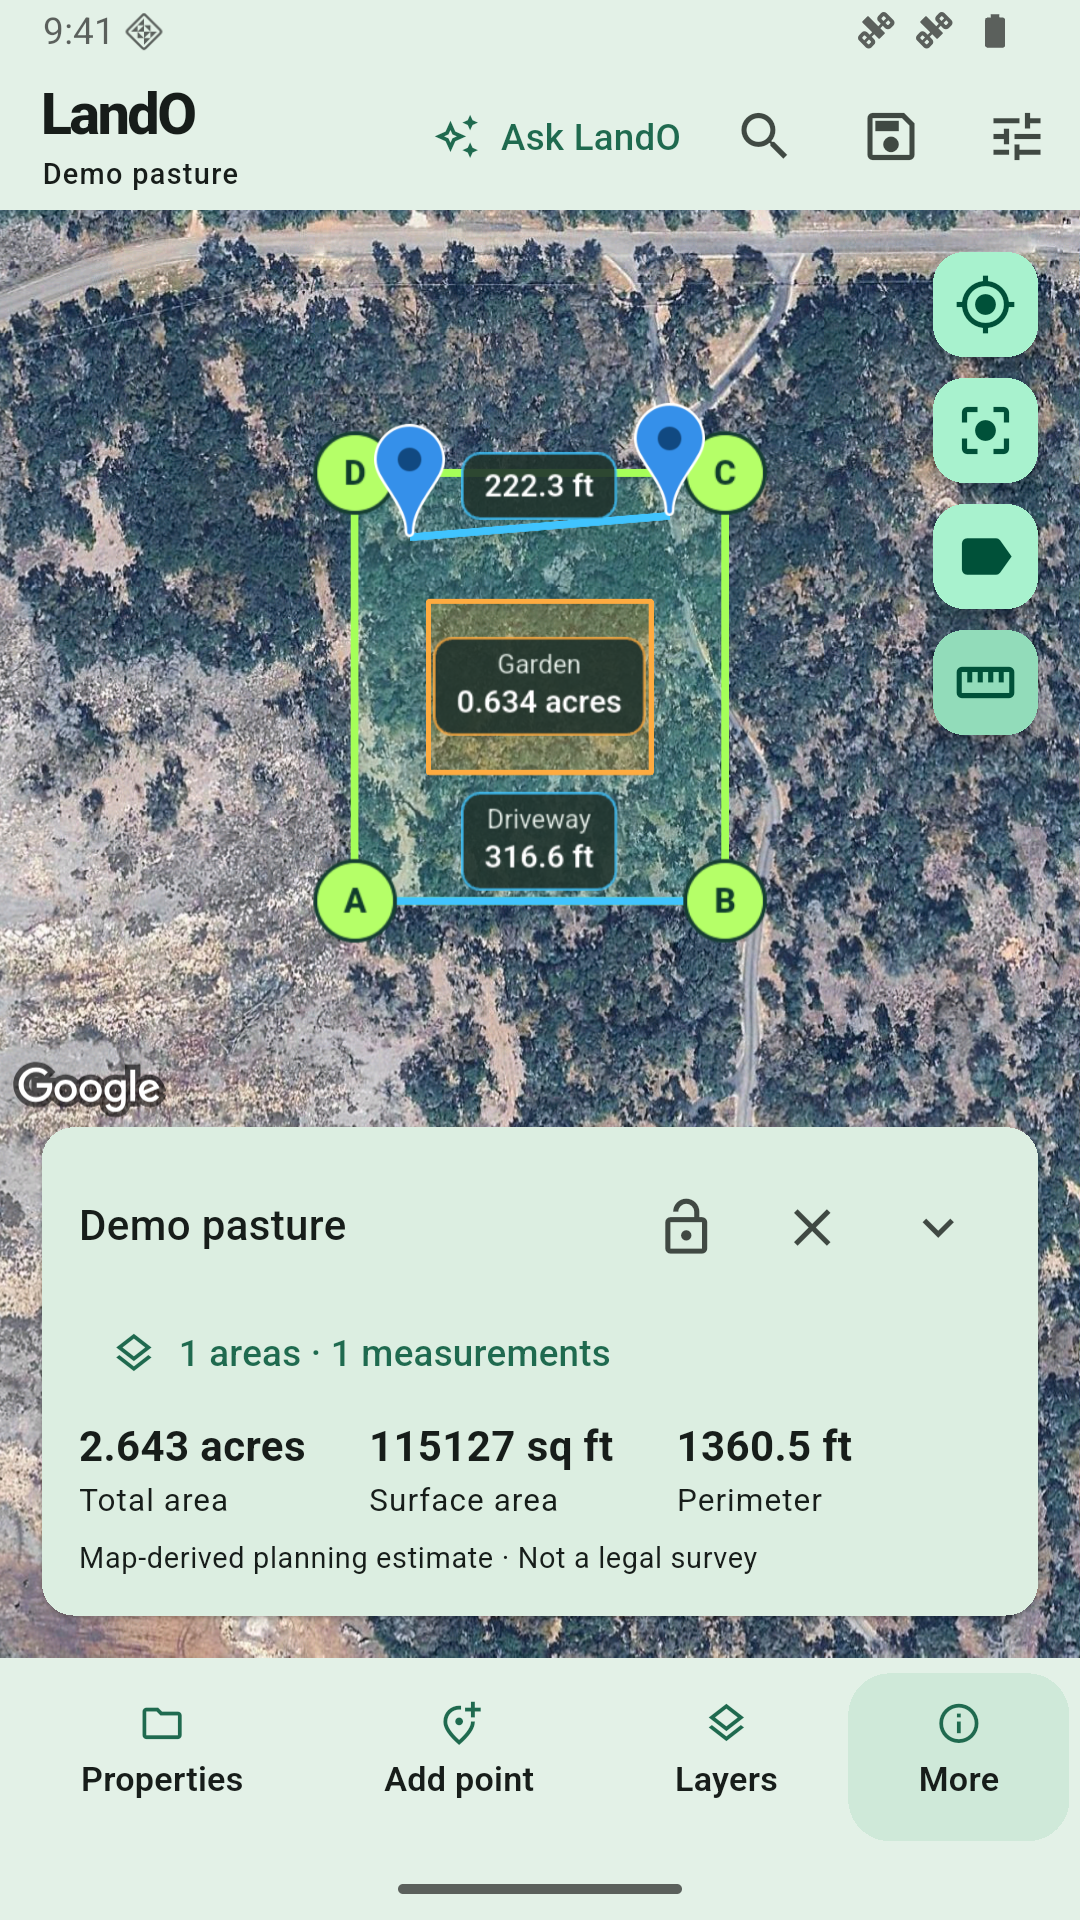 9:41
LandO
Demo pasture
Ask LandO
D
222.3 ft
C
Garden
0.634 acres
Driveway
316.6 ft
A
B
Google
Demo pasture
1 areas · 1 measurements
2.643 acres
Total area
115127 sq ft
Surface area
1360.5 ft
Perimeter
Map-derived planning estimate · Not a legal survey
Properties
Add point
Layers
More